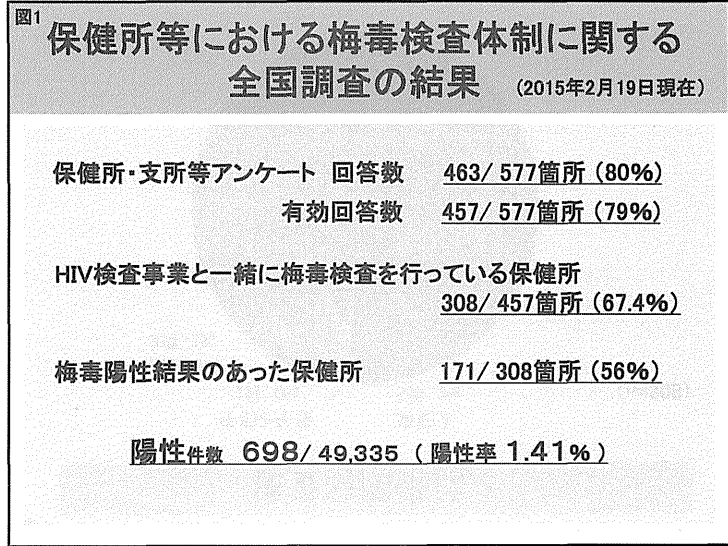 図1
保健所等における梅毒検査体制に関する
全国調査の結果 (2015年2月19日現在)
保健所・支所等アンケート 回答数 463/ 577箇所 (80%)
有効回答数 457/ 577箇所 (79%)
HIV検査事業と一緒に梅毒検査を行っている保健所
308/ 457箇所 (67.4%)
梅毒陽性結果のあった保健所 171/ 308箇所 (56%)
陽性件数 698/ 49,335 ( 陽性率 1.41% )